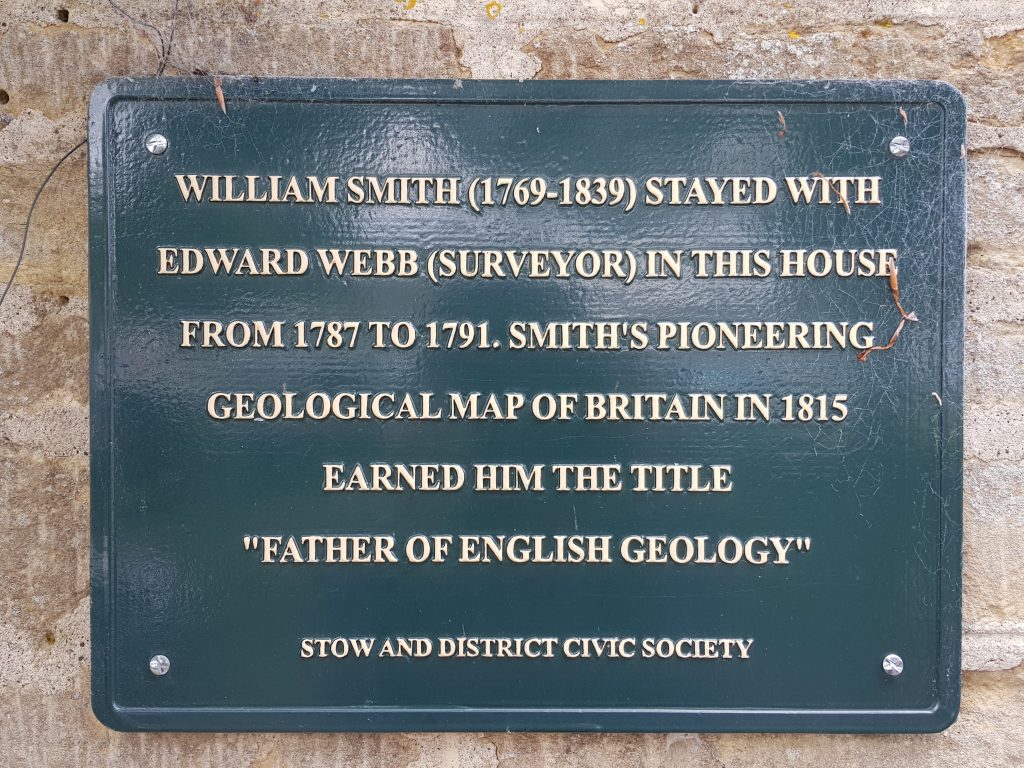 WILLIAM SMITH (1769-1839) STAYED WITH
EDWARD WEBB (SURVEYOR) IN THIS HOUSE
FROM 1787 TO 1791. SMITH'S PIONEERING
GEOLOGICAL MAP OF BRITAIN IN 1815
EARNED HIM THE TITLE
"FATHER OF ENGLISH GEOLOGY"
STOW AND DISTRICT CIVIC SOCIETY